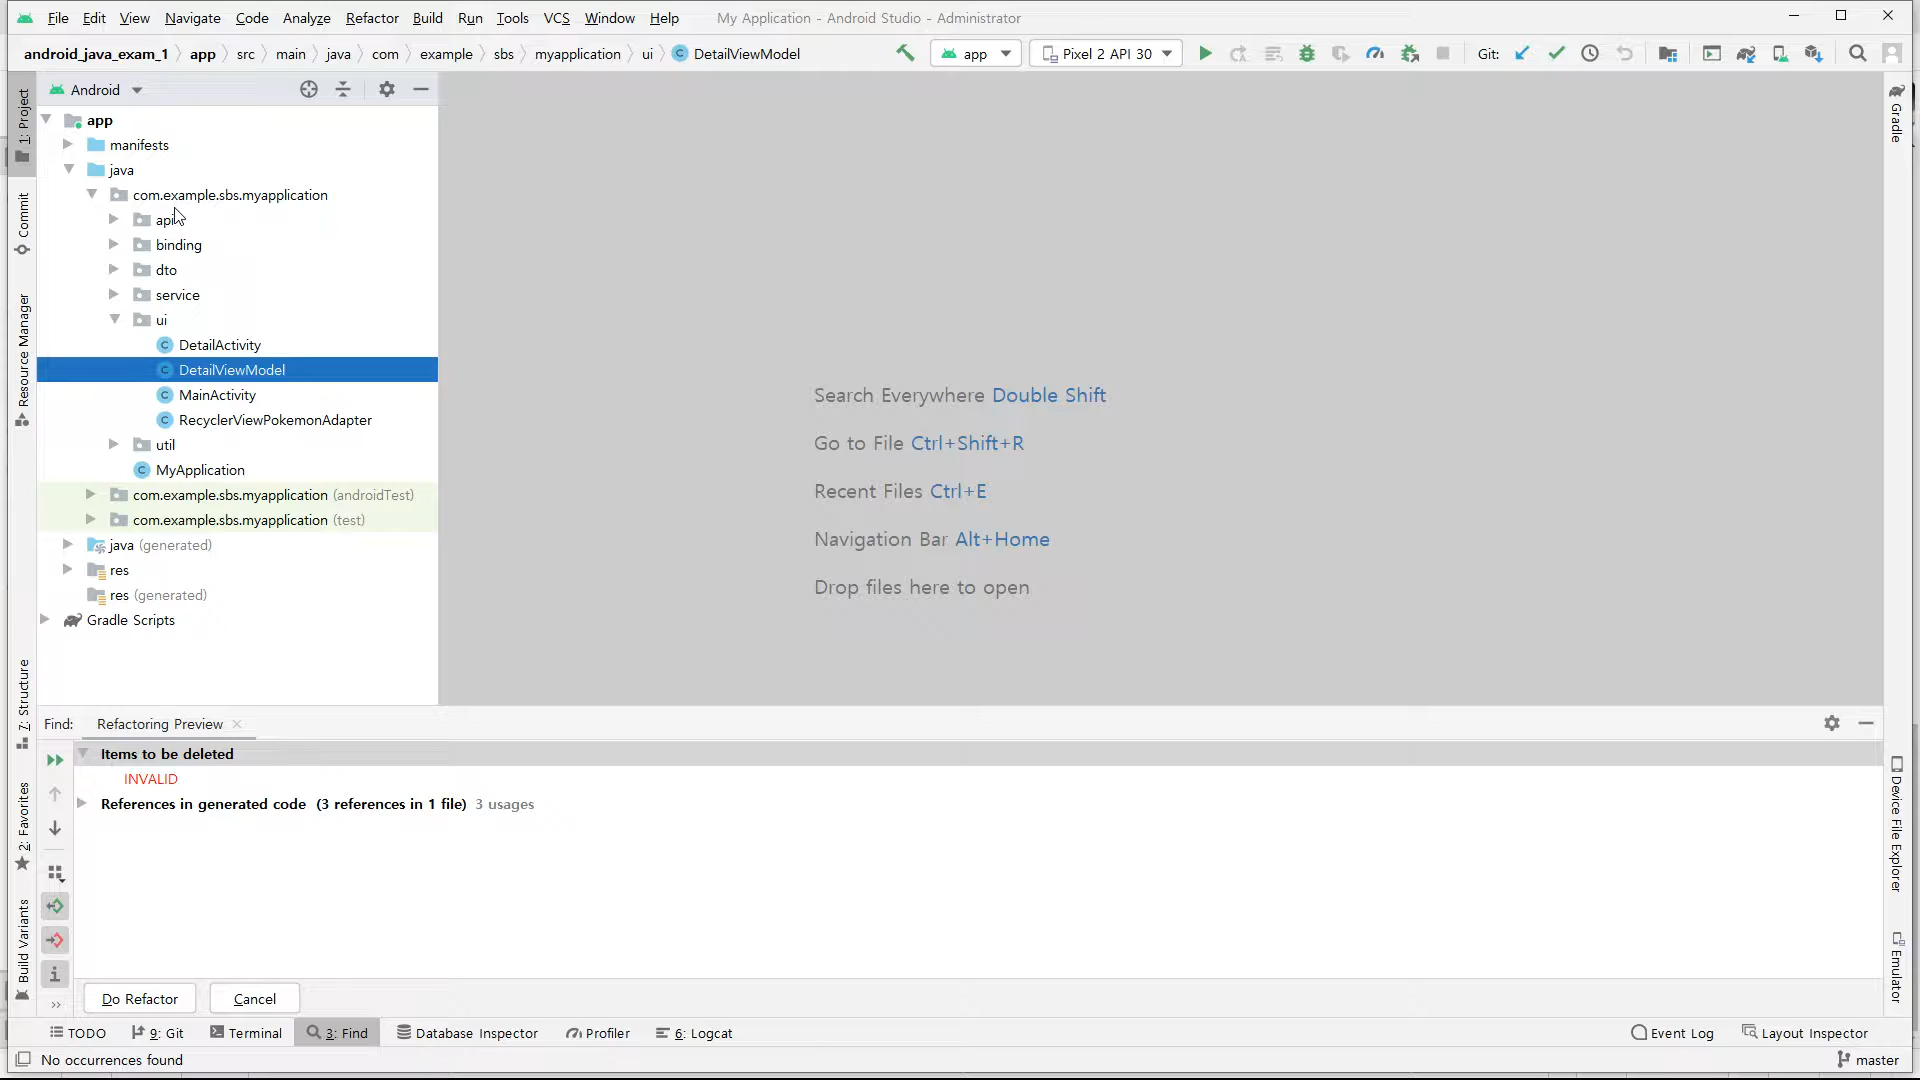 File Edit View Navigate Code Analyze Refactor Build Run Tools VCS Window Help My Application - Android Studio - Administrator
android_java_exam_1 app src main java com example sbs myapplication ui DetailViewModel app Pixel 2 API 30 Git:
Android
app
manifests
java
com.example.sbs.myapplication
api
binding
dto
service
ui
DetailActivity
DetailViewModel
MainActivity
RecyclerViewPokemonAdapter
util
MyApplication
com.example.sbs.myapplication (androidTest)
com.example.sbs.myapplication (test)
java (generated)
res
res (generated)
Gradle Scripts
1: Project
Commit
Resource Manager
7: Structure
2: Favorites
Build Variants
Search Everywhere Double Shift
Go to File Ctrl+Shift+R
Recent Files Ctrl+E
Navigation Bar Alt+Home
Drop files here to open
Gradle
Device File Explorer
Emulator
Find: Refactoring Preview
Items to be deleted
INVALID
References in generated code (3 references in 1 file) 3 usages
Do Refactor Cancel
TODO 9: Git Terminal 3: Find Database Inspector Profiler 6: Logcat Event Log Layout Inspector
No occurrences found master